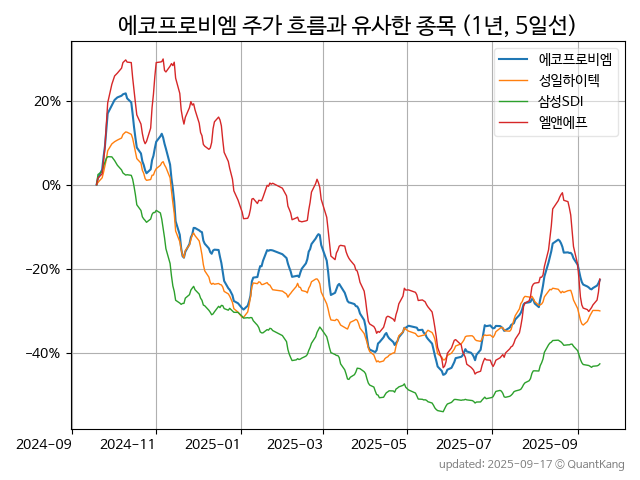 에코프로비엠 주가 흐름과 유사한 종목 (1년, 5일선)
에코프로비엠
성일하이텍
삼성SDI
엘앤에프
20%
0%
−20%
−40%
2024-09 2024-11 2025-01 2025-03 2025-05 2025-07 2025-09
updated: 2025-09-17 © QuantKang